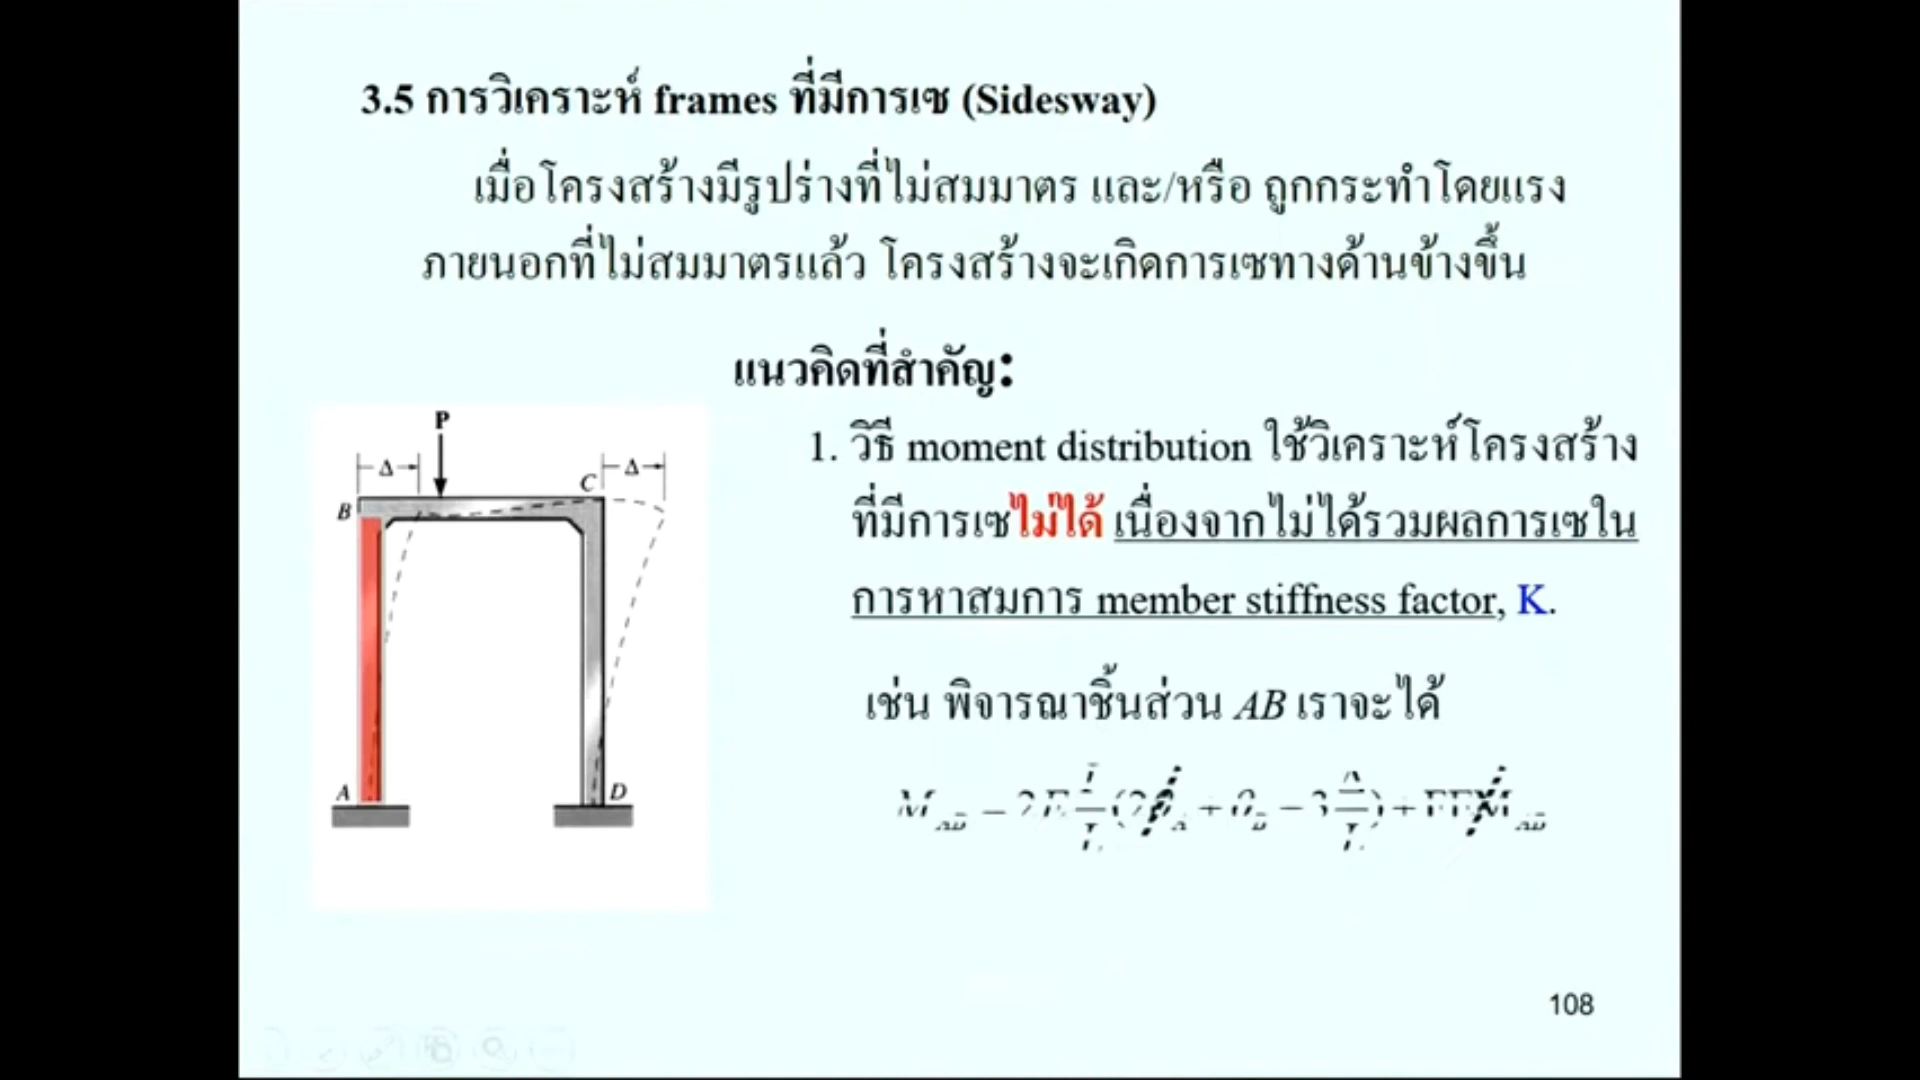 3.5 การวิเคราะห์ frames ที่มีการเซ (Sidesway)
เมื่อโครงสร้างมีรูปร่างที่ไม่สมมาตร และ/หรือ ถูกกระทำโดยแรง
ภายนอกที่ไม่สมมาตรแล้ว โครงสร้างจะเกิดการเซทางด้านข้างขึ้น
แนวคิดที่สำคัญ:
1. วิธี moment distribution ใช้วิเคราะห์โครงสร้าง
ที่มีการเซไม่ได้ เนื่องจากไม่ได้รวมผลการเซใน
การหาสมการ member stiffness factor, K.
เช่น พิจารณาชิ้นส่วน AB เราจะได้
P
Δ
Δ
C
B
A
D
108